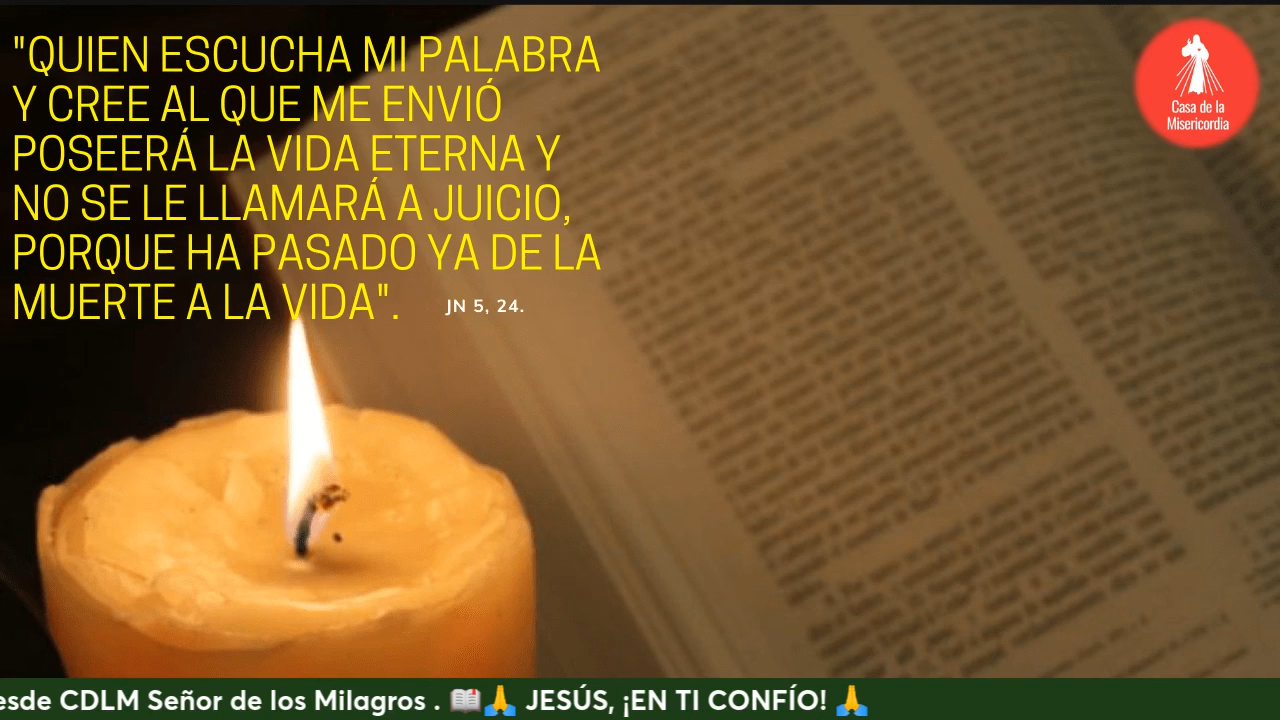 "QUIEN ESCUCHA MI PALABRA
Y CREE AL QUE ME ENVIÓ
POSEERÁ LA VIDA ETERNA Y
NO SE LE LLAMARÁ A JUICIO,
PORQUE HA PASADO YA DE LA
MUERTE A LA VIDA".
JN 5, 24.
Casa de la
Misericordia
esde CDLM Señor de los Milagros . 📖🙏 JESÚS, ¡EN TI CONFÍO! 🙏